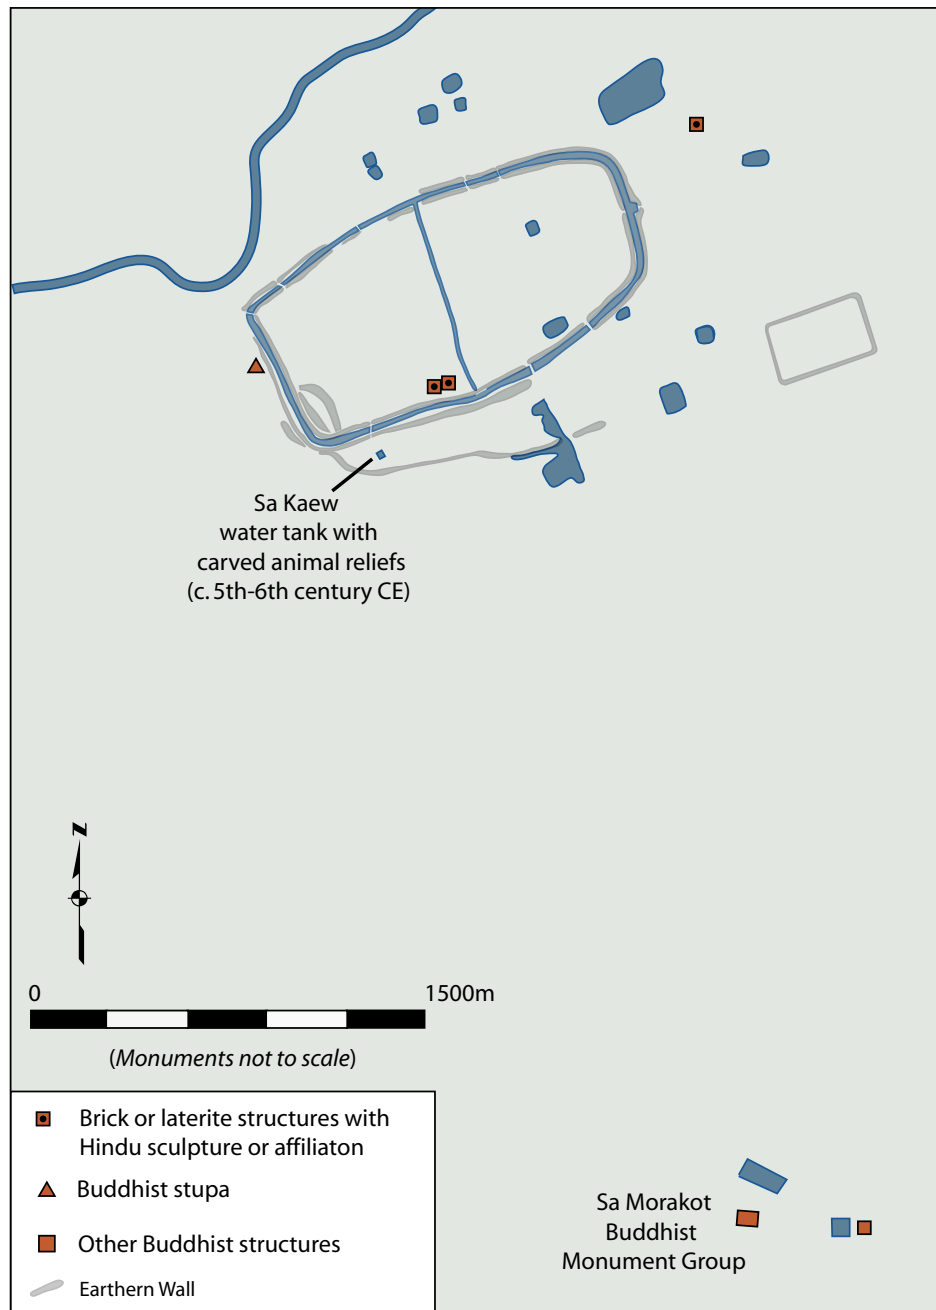 Sa Kaew
water tank with
carved animal reliefs
(c. 5th-6th century CE)
N
0 1500m
(Monuments not to scale)
Brick or laterite structures with
Hindu sculpture or affiliaton
Buddhist stupa
Other Buddhist structures
Earthern Wall
Sa Morakot
Buddhist
Monument Group